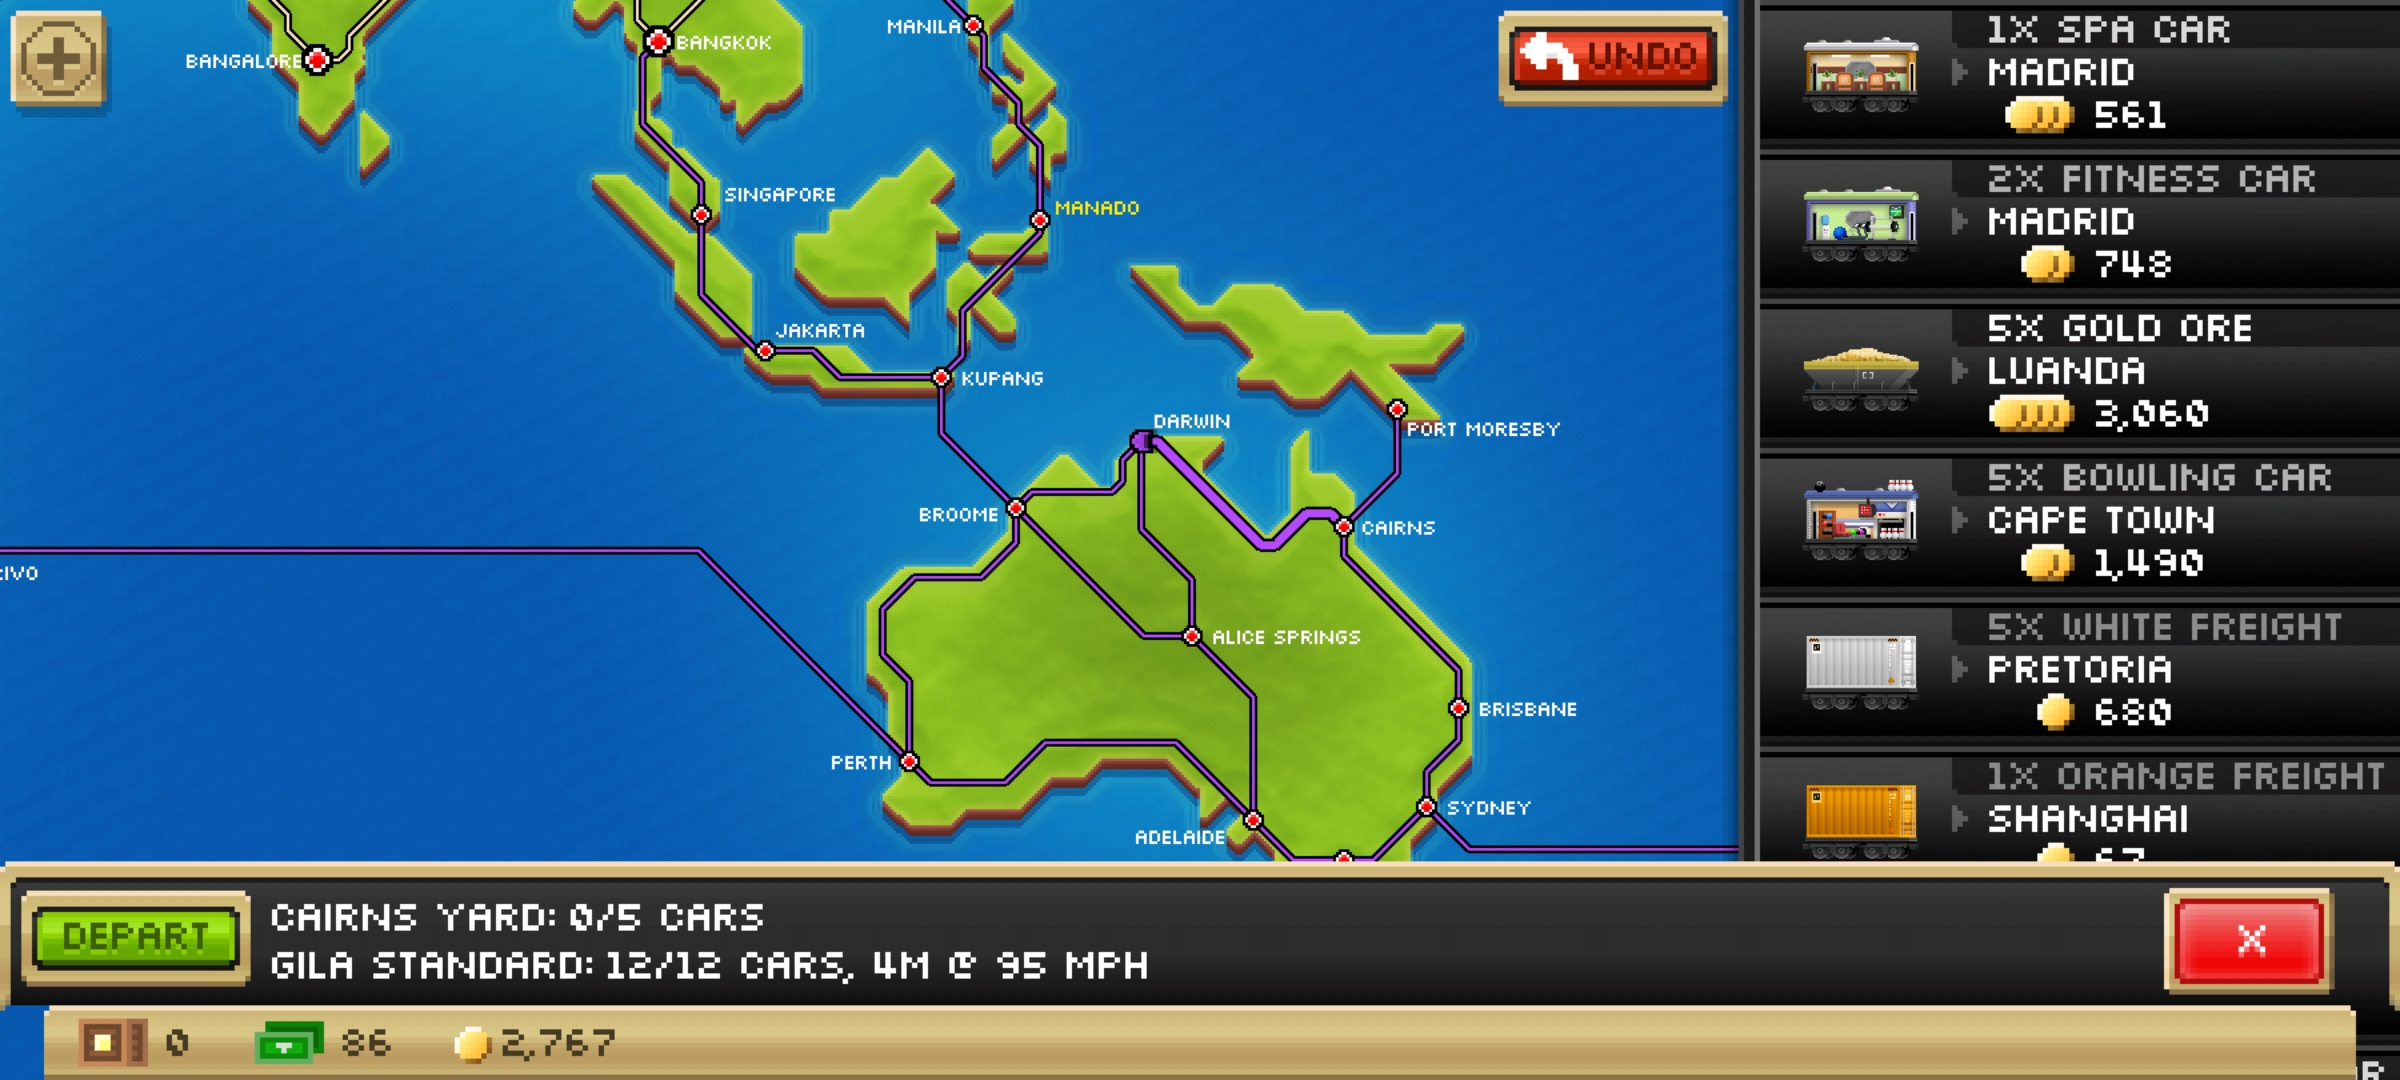 BANGALORE
BANGKOK
MANILA
UNDO
SINGAPORE
MANADO
JAKARTA
KUPANG
DARWIN
PORT MORESBY
BROOME
CAIRNS
ALICE SPRINGS
BRISBANE
PERTH
SYDNEY
ADELAIDE
1X SPA CAR
MADRID
561
2X FITNESS CAR
MADRID
748
5X GOLD ORE
LUANDA
3,060
5X BOWLING CAR
CAPE TOWN
1,490
5X WHITE FREIGHT
PRETORIA
680
1X ORANGE FREIGHT
SHANGHAI
DEPART
CAIRNS YARD: 0/5 CARS
GILA STANDARD: 12/12 CARS, 4M @ 95 MPH
X
0
86
2,767